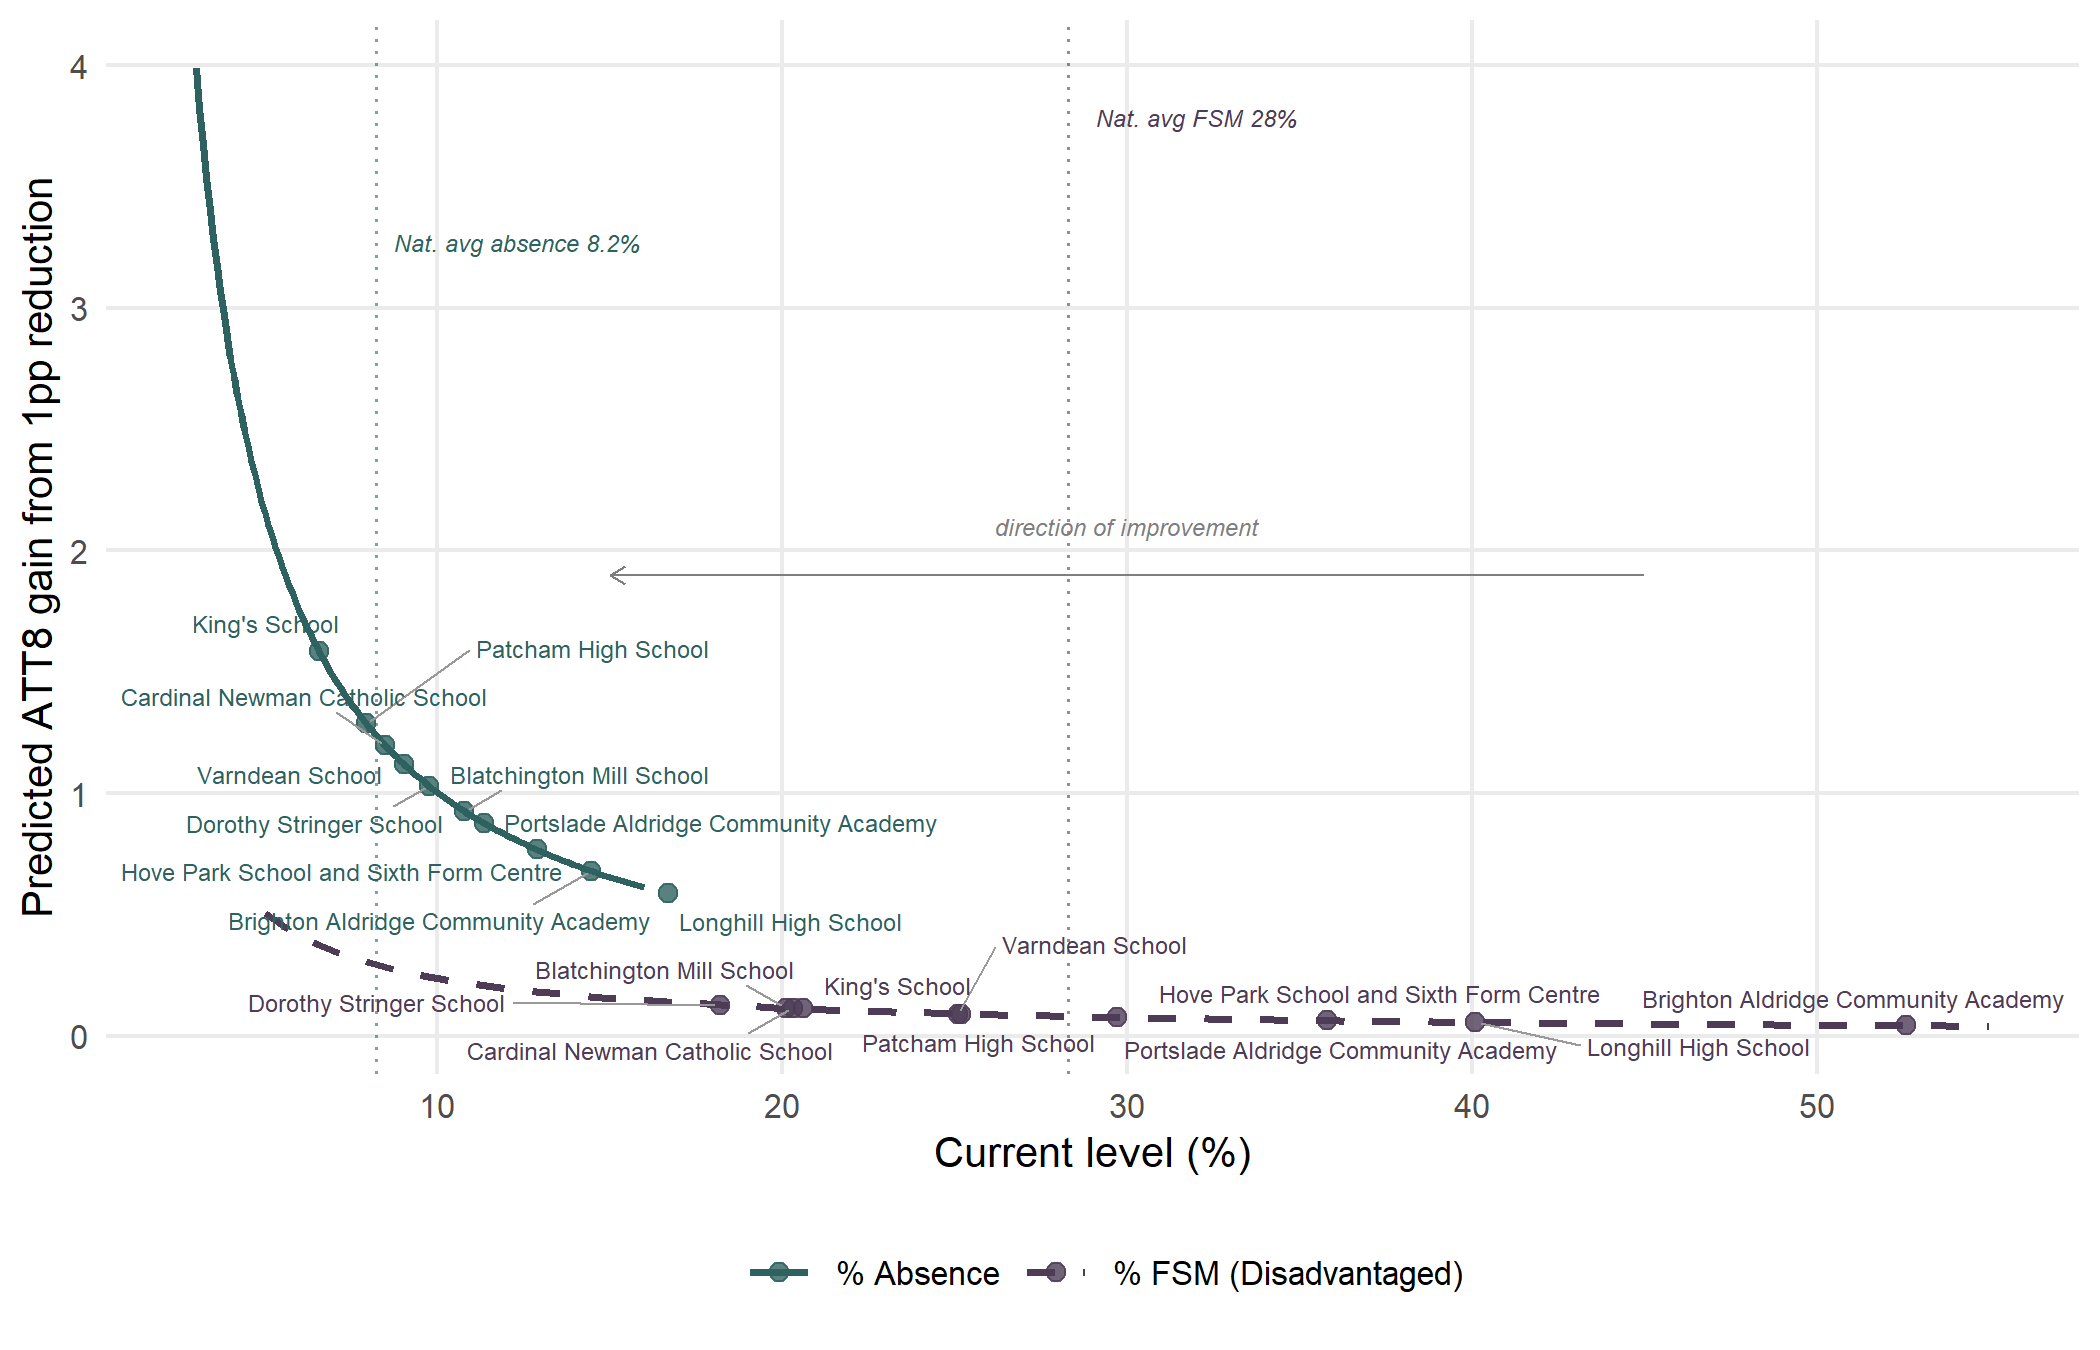 Predicted ATT8 gain from 1pp reduction
4
3
2
1
0
Nat. avg FSM 28%
Nat. avg absence 8.2%
direction of improvement
King's School
Patcham High School
Cardinal Newman Catholic School
Varndean School
Blatchington Mill School
Dorothy Stringer School
Portslade Aldridge Community Academy
Hove Park School and Sixth Form Centre
Brighton Aldridge Community Academy
Longhill High School
Varndean School
Blatchington Mill School
King's School
Hove Park School and Sixth Form Centre
Brighton Aldridge Community Academy
Dorothy Stringer School
Cardinal Newman Catholic School
Patcham High School
Portslade Aldridge Community Academy
Longhill High School
10
20
30
40
50
Current level (%)
% Absence
% FSM (Disadvantaged)